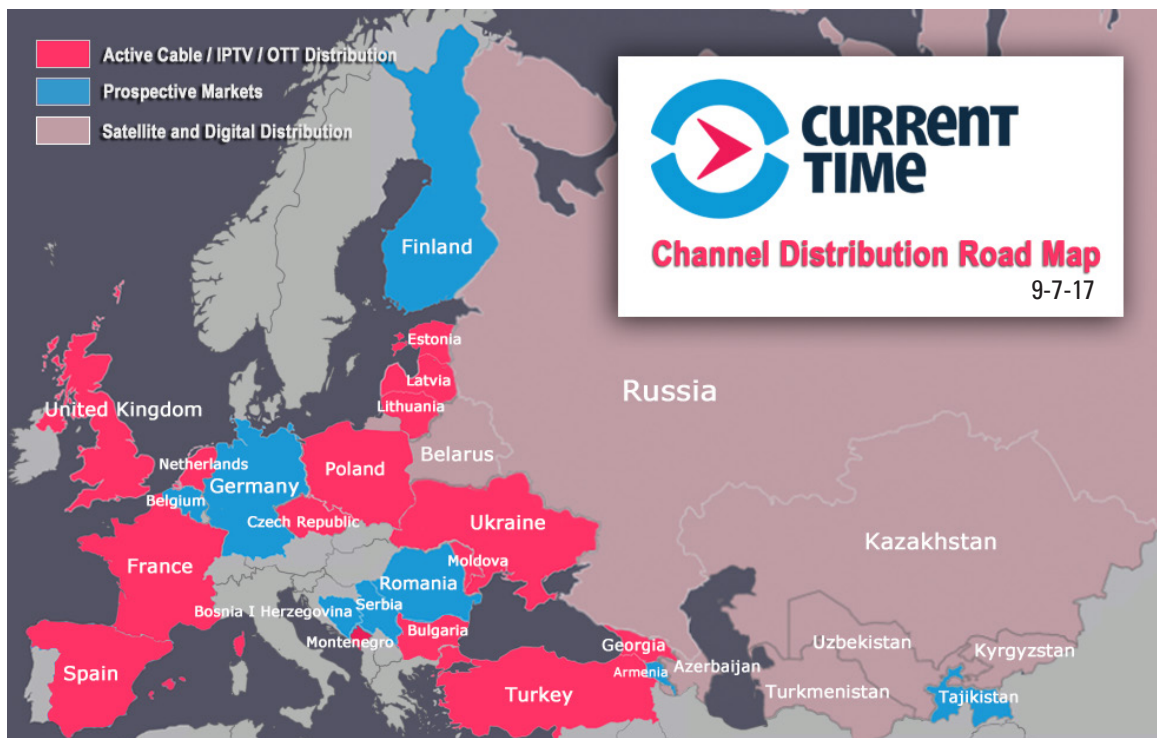 Active Cable / IPTV / OTT Distribution
Prospective Markets
Satellite and Digital Distribution
CURRENT
TIME
Channel Distribution Road Map
9-7-17
Finland
Estonia
Latvia
Lithuania
Russia
United Kingdom
Belarus
Netherlands
Poland
Germany
Belgium
Czech Republic
Ukraine
Kazakhstan
France
Moldova
Romania
Serbia
Bosnia I Herzegovina
Bulgaria
Montenegro
Georgia
Uzbekistan
Kyrgyzstan
Spain
Armenia
Azerbaijan
Turkey
Turkmenistan
Tajikistan